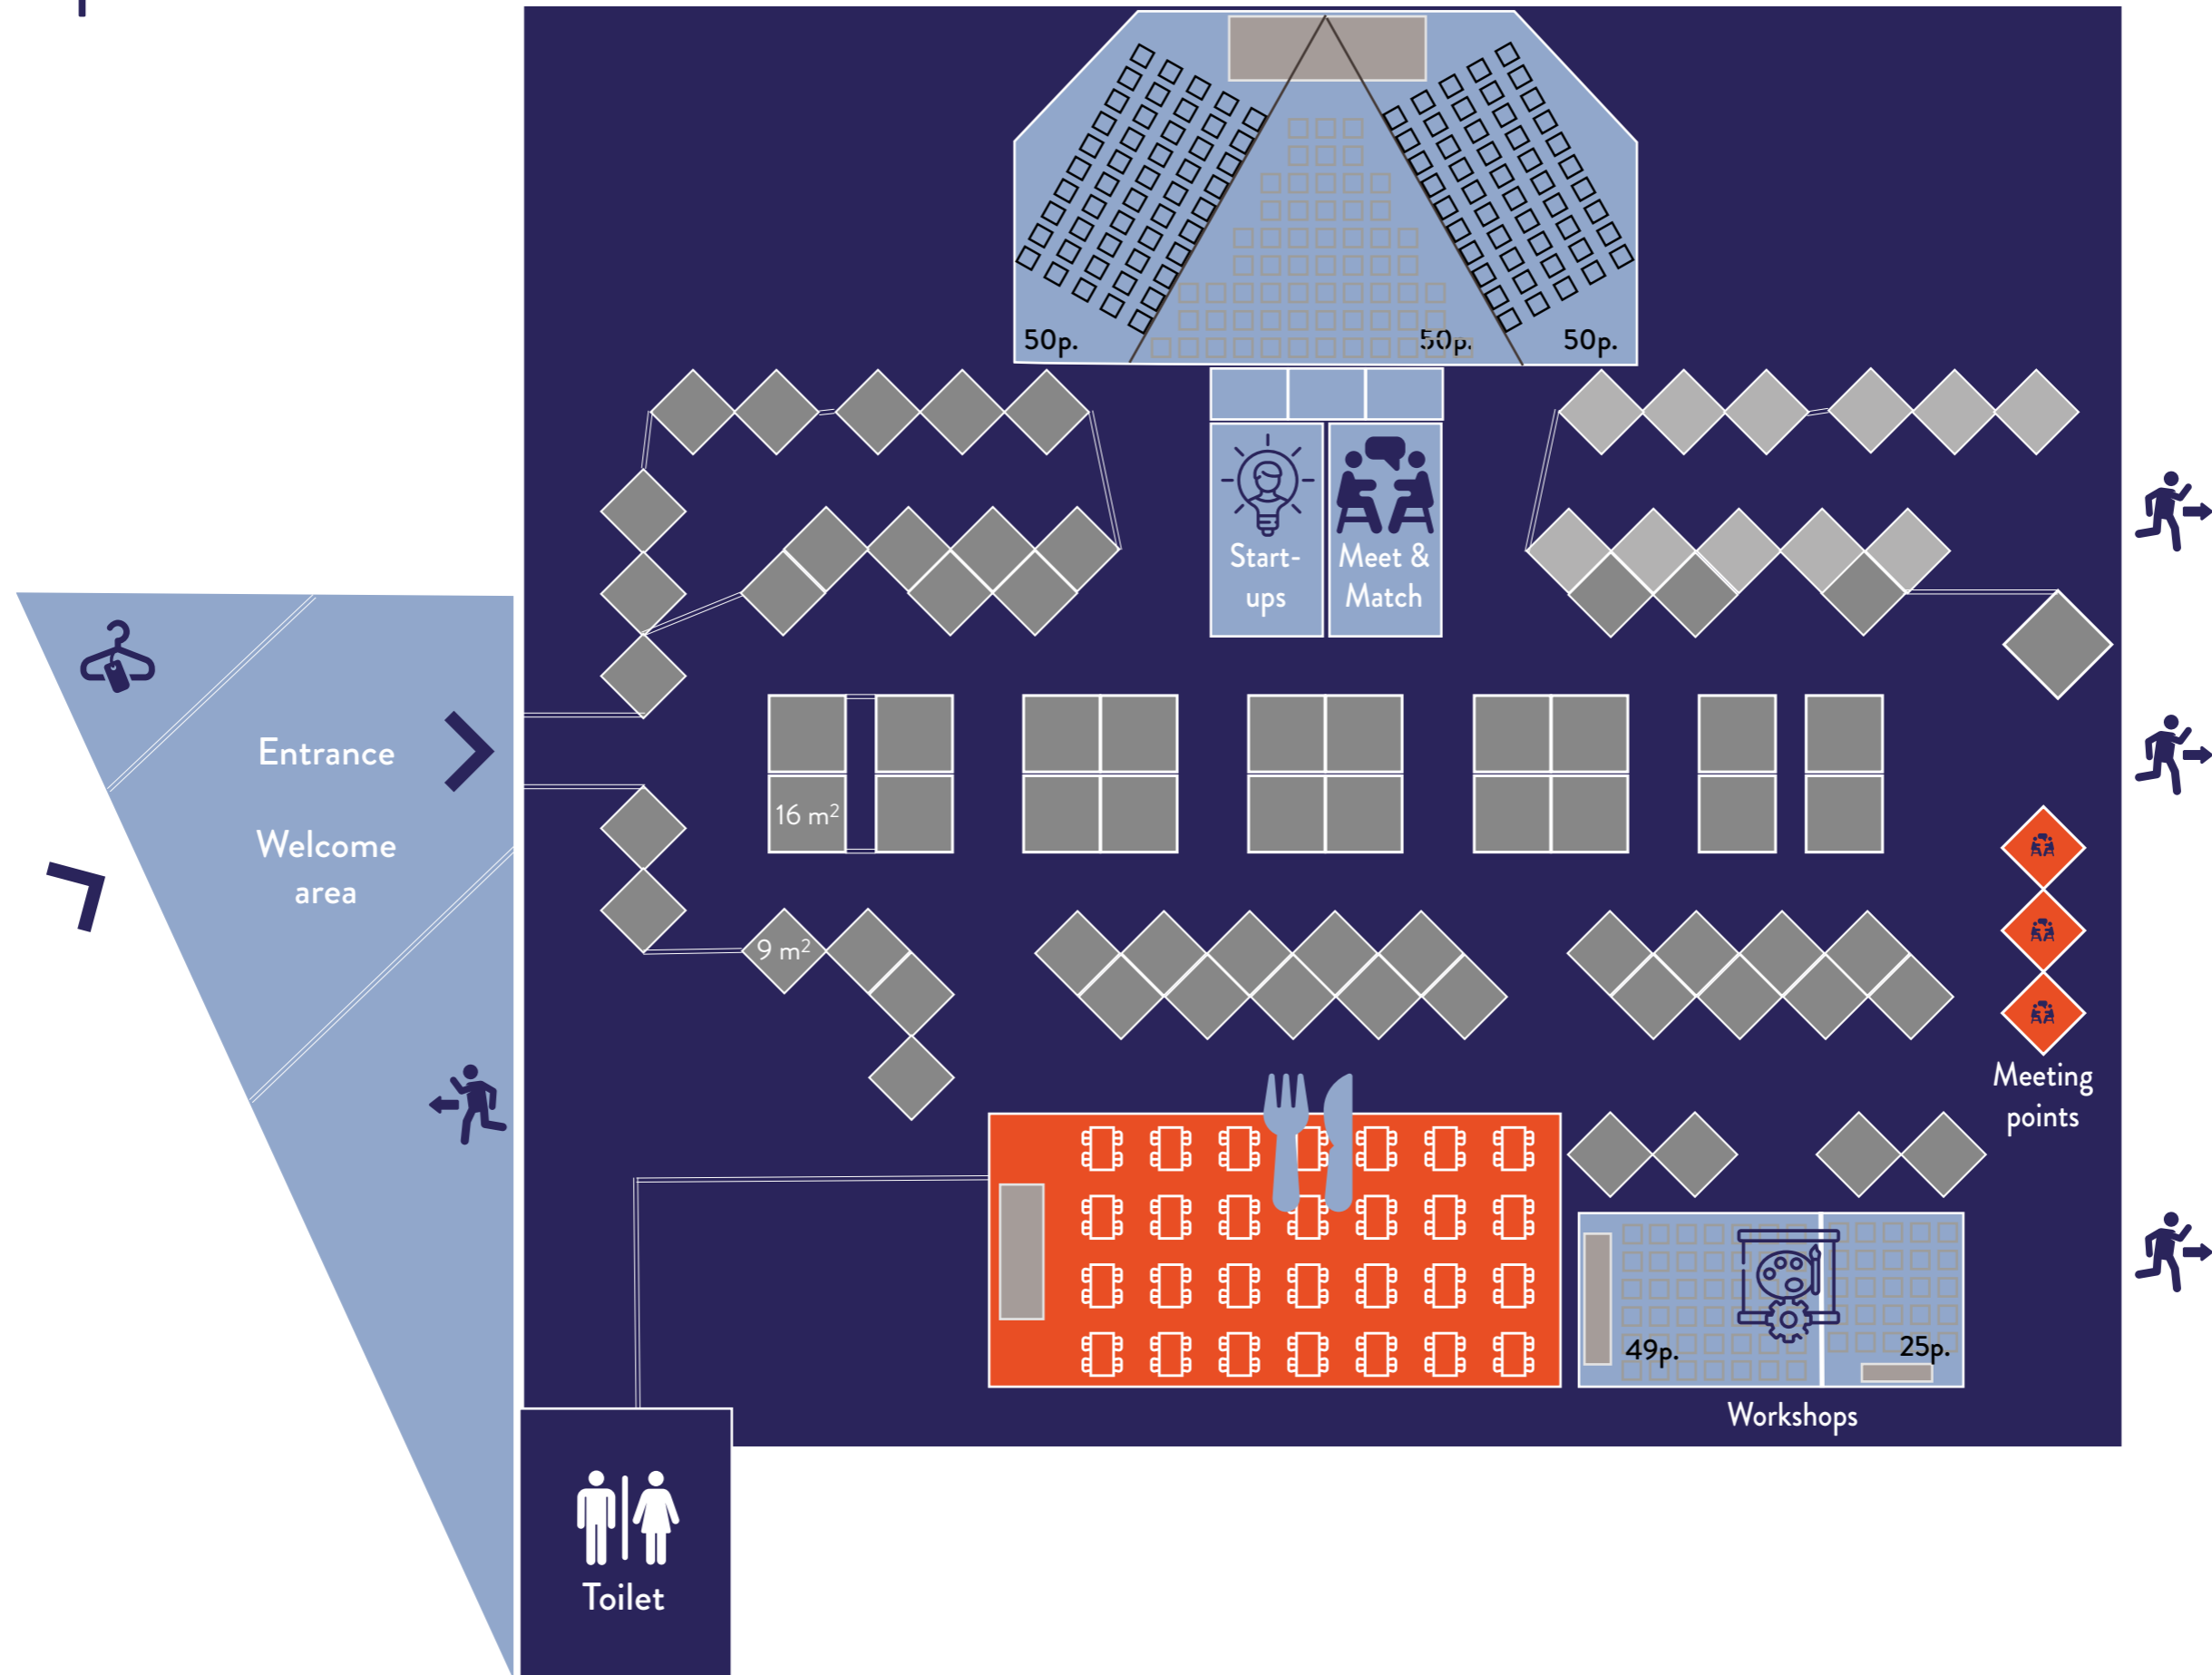 50p.
50p.
50p.
Start-
ups
Meet &
Match
Entrance
Welcome
area
16 m²
9 m²
Meeting
points
49p.
25p.
Workshops
Toilet